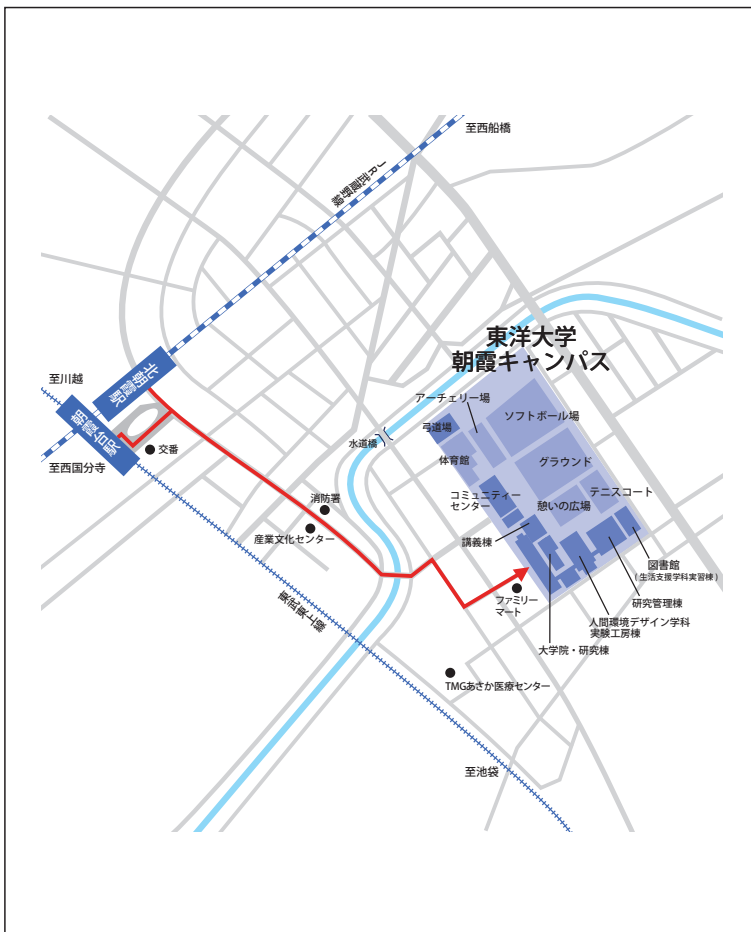 至西船橋
JR武蔵野線
東洋大学
朝霞キャンパス
至川越
北朝霞駅
朝霞台駅
至西国分寺
交番
アーチェリー場
弓道場
ソフトボール場
水道橋
体育館
グラウンド
コミュニティー
センター
テニスコート
憩いの広場
消防署
産業文化センター
講義棟
図書館
(生活支援学科実習棟)
ファミリー
マート
研究管理棟
人間環境デザイン学科
実験工房棟
大学院・研究棟
東武東上線
TMGあさか医療センター
至池袋